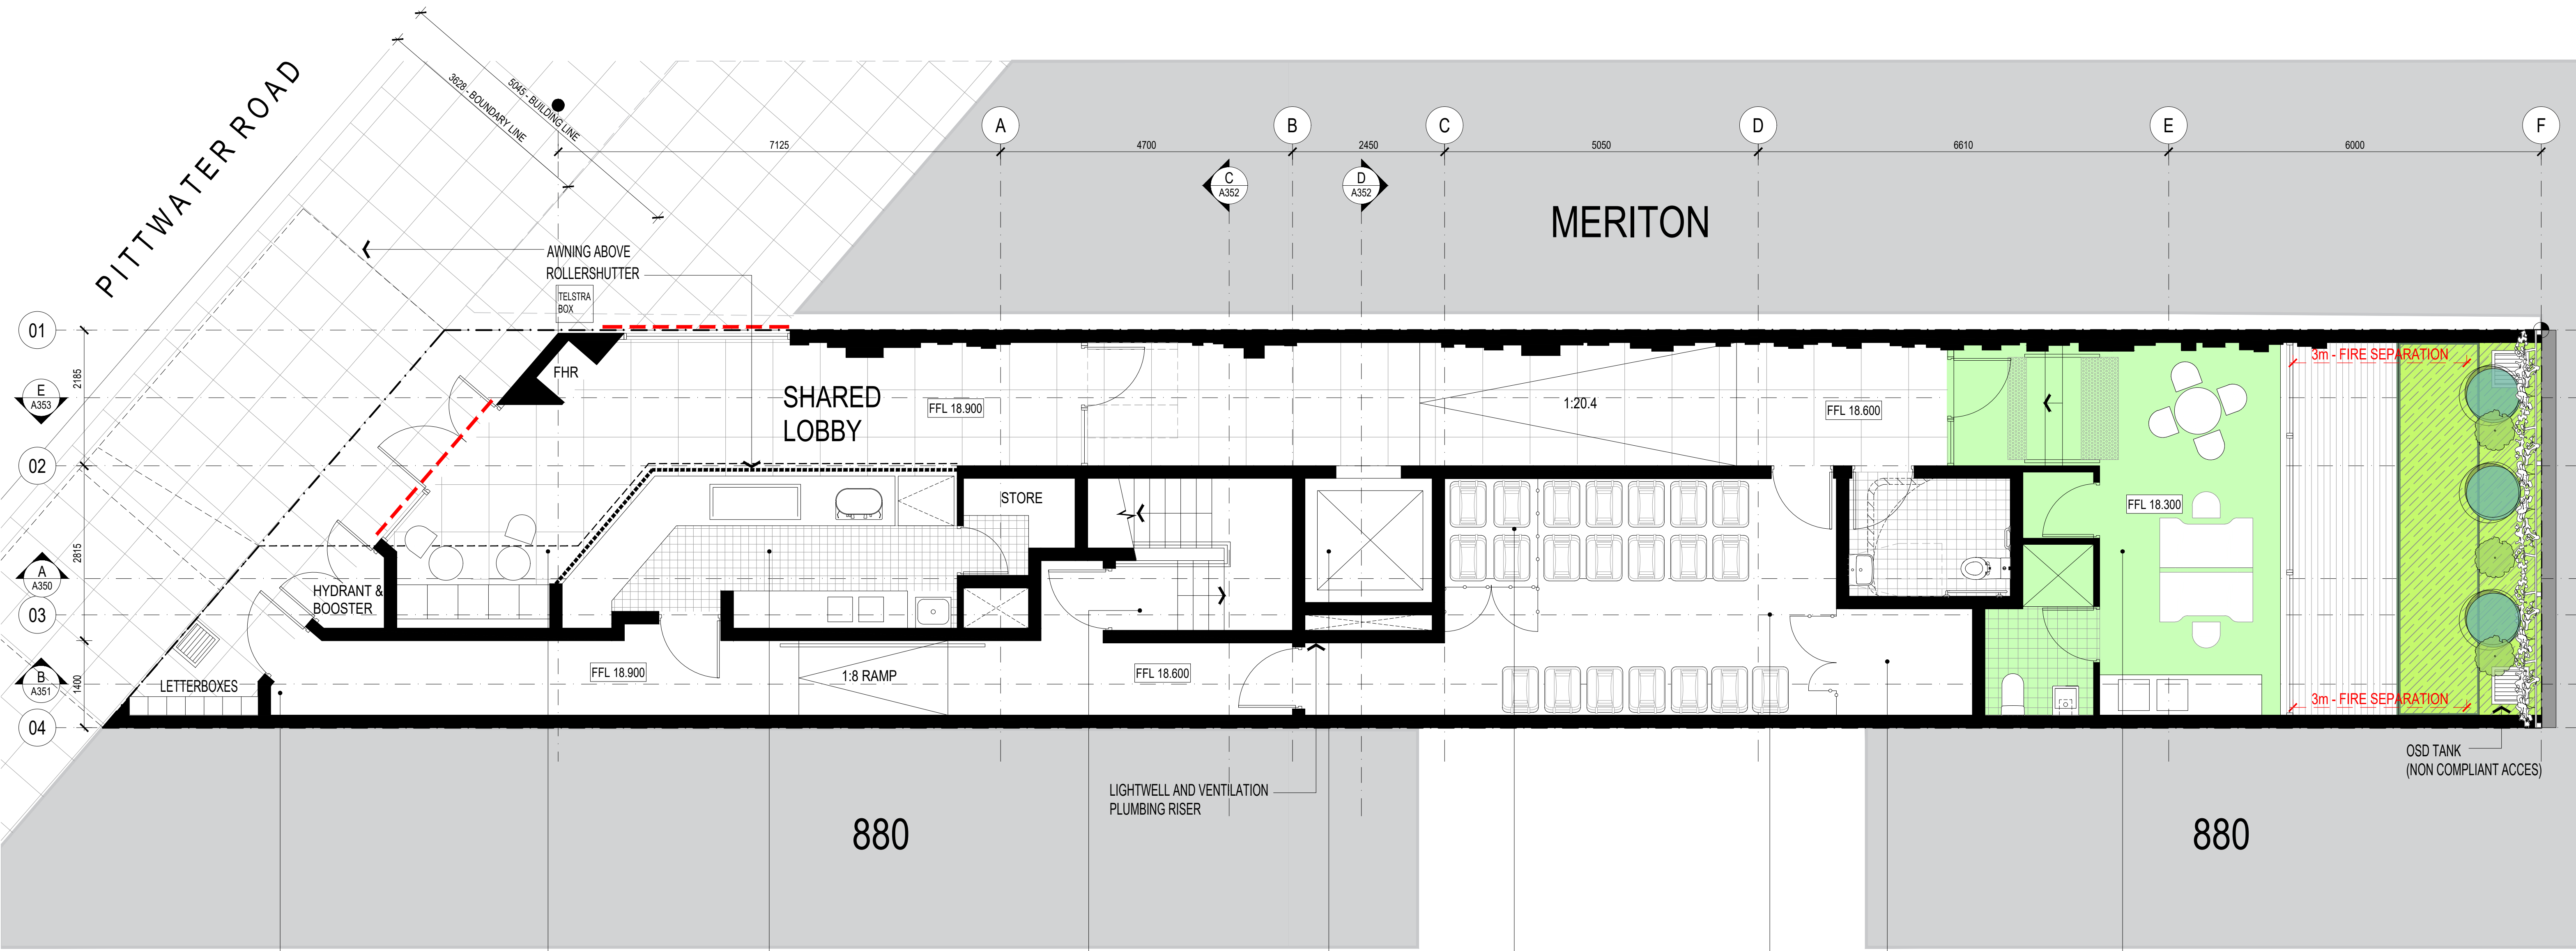 PITTWATER ROAD
5045 - BUILDING LINE
3628 - BOUNDARY LINE
A
B
C
D
E
F
7125
4700
2450
5050
6610
6000
C
A352
D
A352
MERITON
AWNING ABOVE
ROLLERSHUTTER
TELSTRA
BOX
01
02
03
04
2185
2815
1400
E
A353
A
A350
B
A351
FHR
SHARED
LOBBY
FFL 18.900
1:20.4
FFL 18.600
3m - FIRE SEPARATION
STORE
FFL 18.300
HYDRANT &
BOOSTER
LETTERBOXES
FFL 18.900
1:8 RAMP
FFL 18.600
3m - FIRE SEPARATION
OSD TANK
(NON COMPLIANT ACCES)
LIGHTWELL AND VENTILATION
PLUMBING RISER
880
880